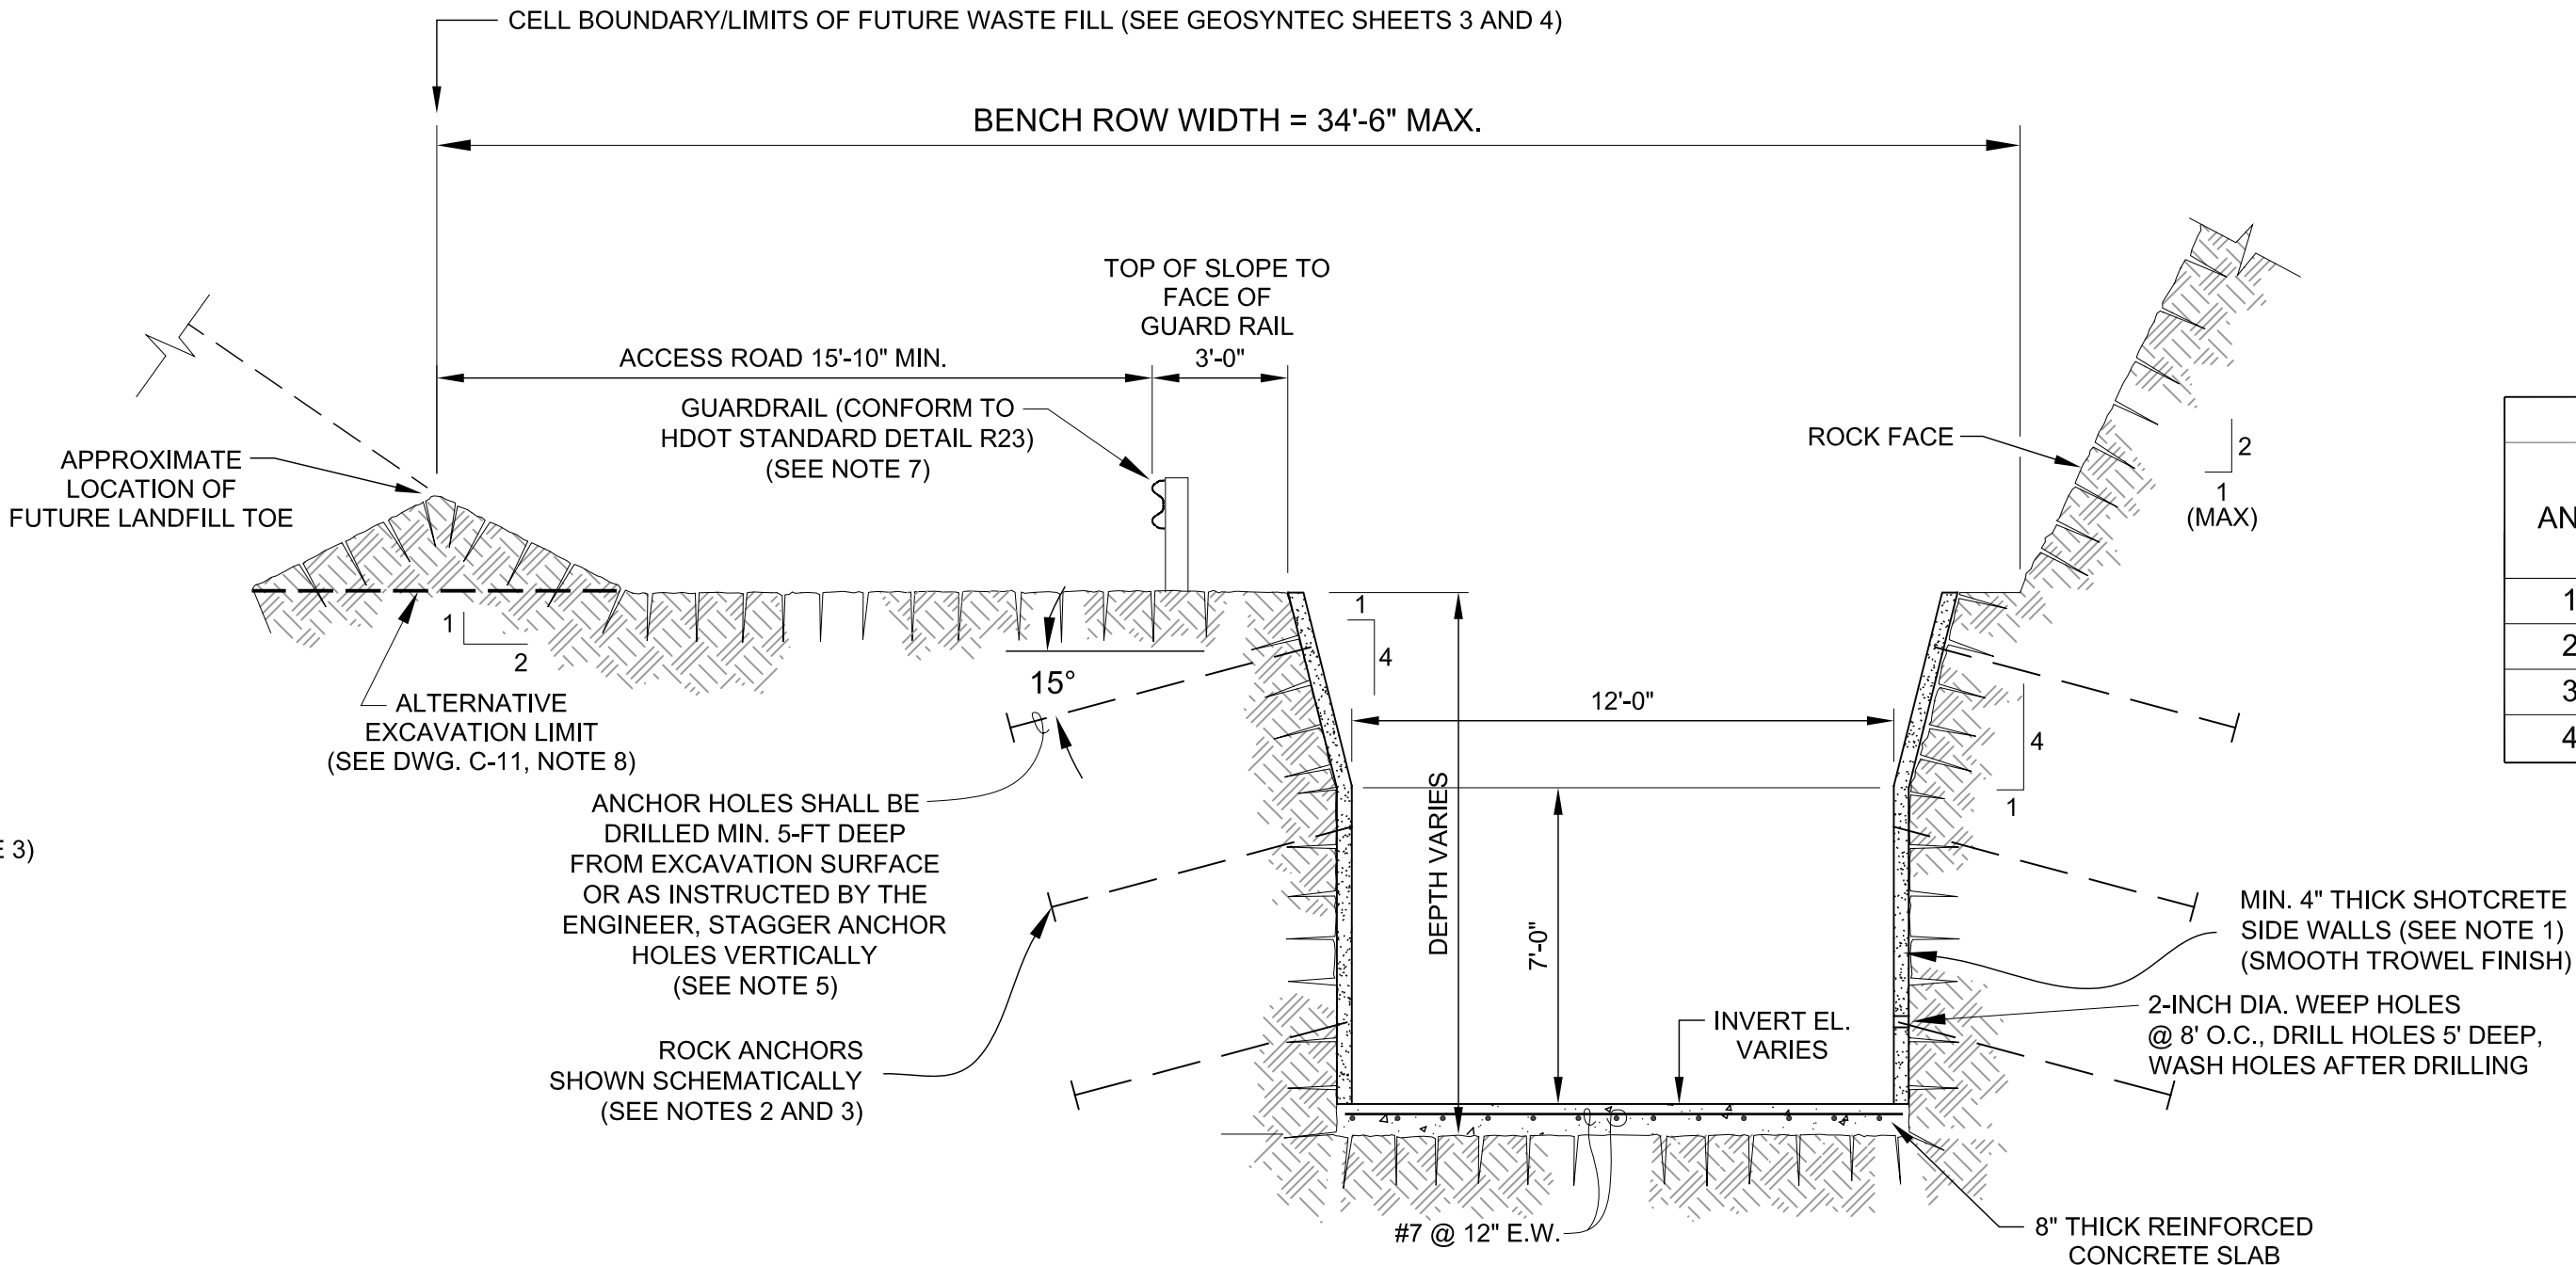 CELL BOUNDARY/LIMITS OF FUTURE WASTE FILL (SEE GEOSYNTEC SHEETS 3 AND 4)
BENCH ROW WIDTH = 34'-6" MAX.
TOP OF SLOPE TO
FACE OF
GUARD RAIL
3'-0"
ACCESS ROAD 15'-10" MIN.
GUARDRAIL (CONFORM TO
HDOT STANDARD DETAIL R23)
(SEE NOTE 7)
ROCK FACE
2
1
(MAX)
APPROXIMATE
LOCATION OF
FUTURE LANDFILL TOE
AN
1
2
3
4
1
2
ALTERNATIVE
EXCAVATION LIMIT
(SEE DWG. C-11, NOTE 8)
15°
1
4
12'-0"
4
1
DEPTH VARIES
7'-0"
E 3)
ANCHOR HOLES SHALL BE
DRILLED MIN. 5-FT DEEP
FROM EXCAVATION SURFACE
OR AS INSTRUCTED BY THE
ENGINEER, STAGGER ANCHOR
HOLES VERTICALLY
(SEE NOTE 5)
ROCK ANCHORS
SHOWN SCHEMATICALLY
(SEE NOTES 2 AND 3)
INVERT EL.
VARIES
MIN. 4" THICK SHOTCRETE
SIDE WALLS (SEE NOTE 1)
(SMOOTH TROWEL FINISH)
2-INCH DIA. WEEP HOLES
@ 8' O.C., DRILL HOLES 5' DEEP,
WASH HOLES AFTER DRILLING
#7 @ 12" E.W.
8" THICK REINFORCED
CONCRETE SLAB